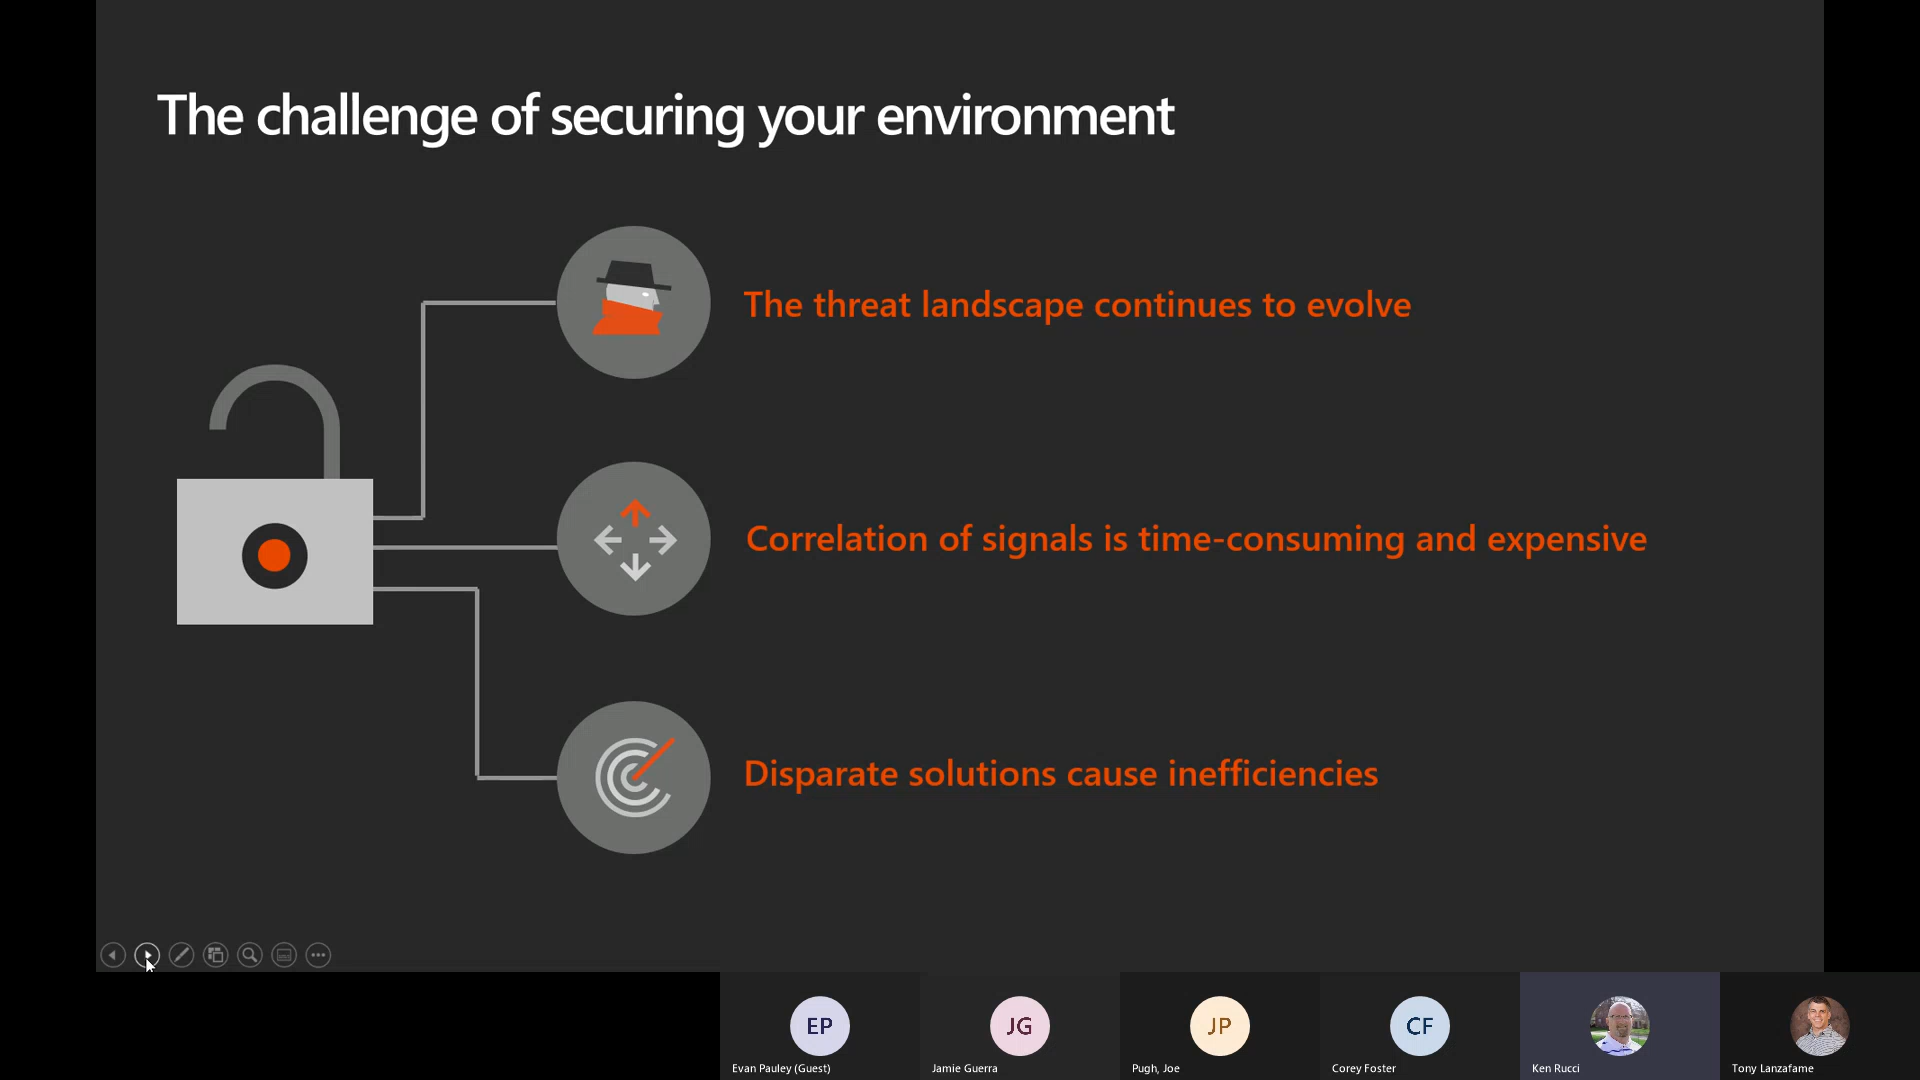 The challenge of securing your environment
The threat landscape continues to evolve
Correlation of signals is time-consuming and expensive
Disparate solutions cause inefficiencies
EP
JG
JP
CF
Evan Pauley (Guest)
Jamie Guerra
Pugh, Joe
Corey Foster
Ken Rucci
Tony Lanzafame